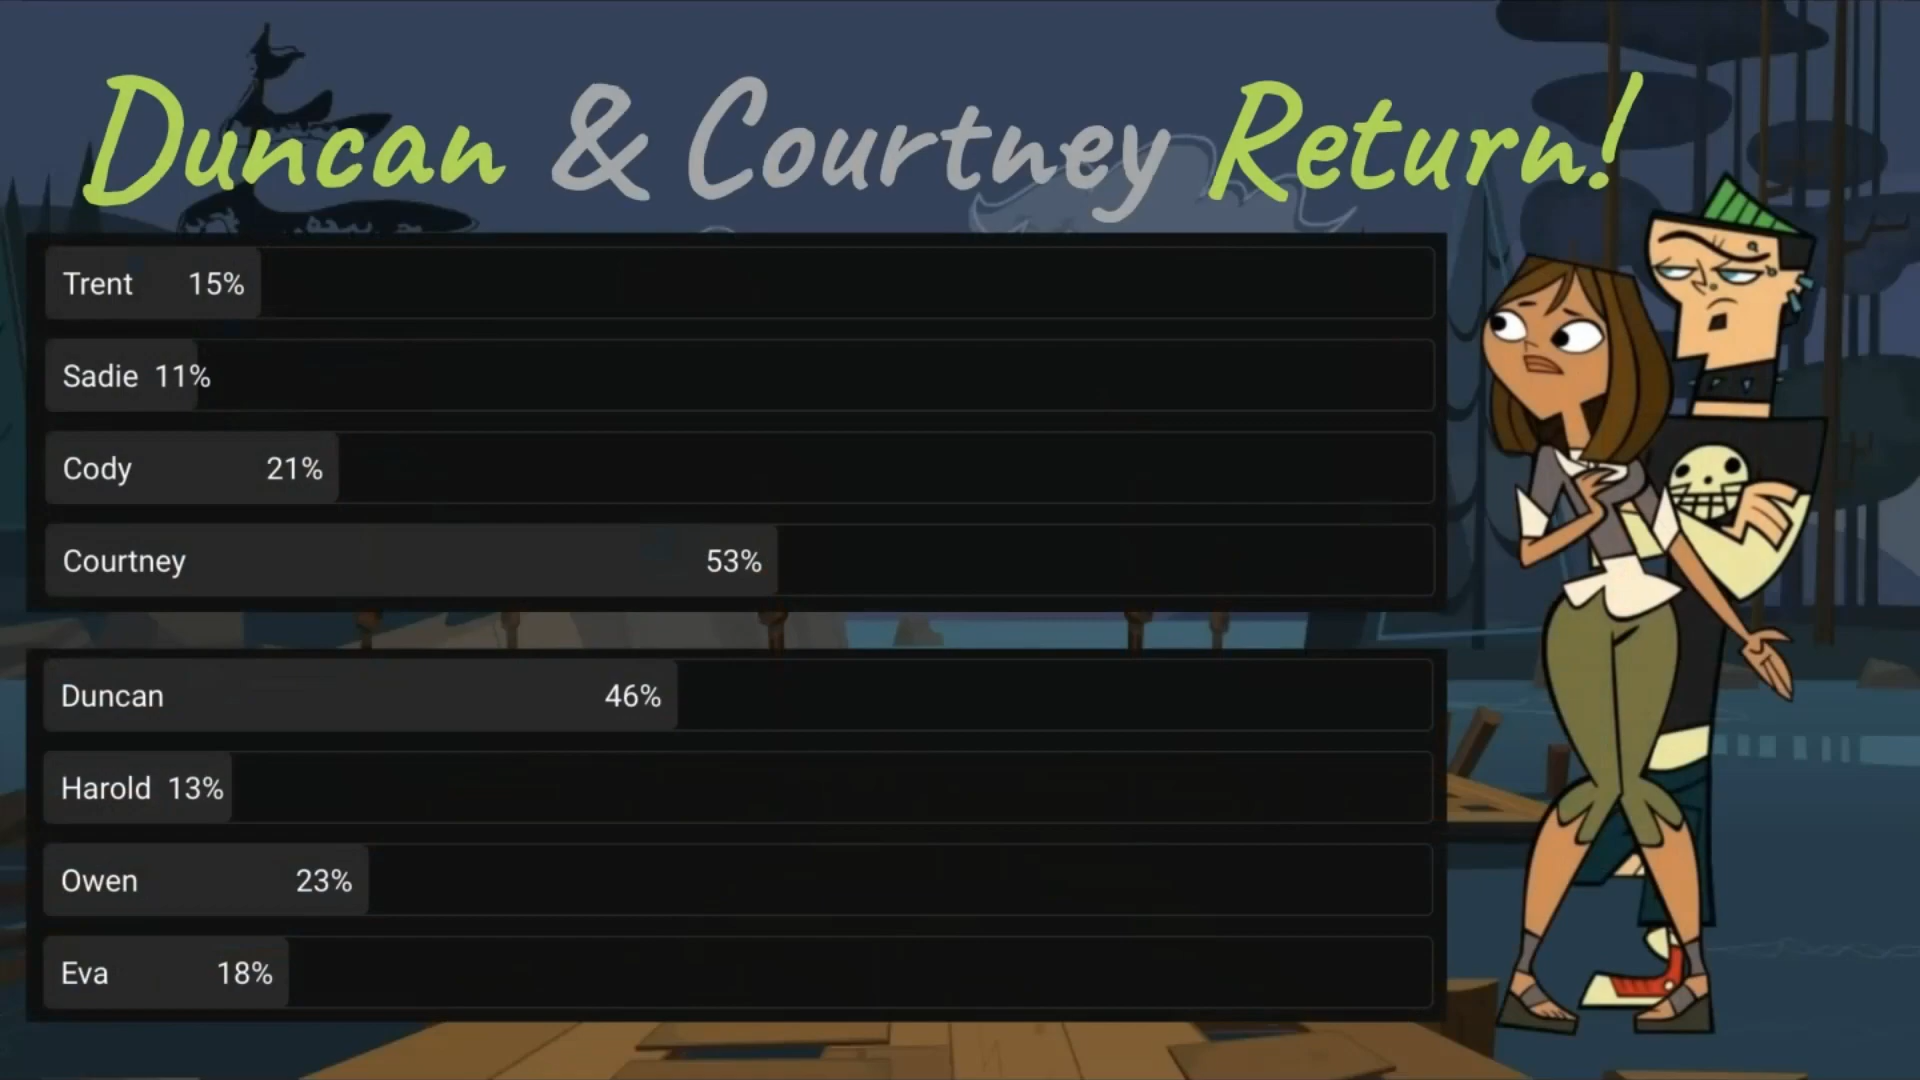 Duncan & Courtney Return!
Trent 15%
Sadie 11%
Cody 21%
Courtney 53%
Duncan 46%
Harold 13%
Owen 23%
Eva 18%